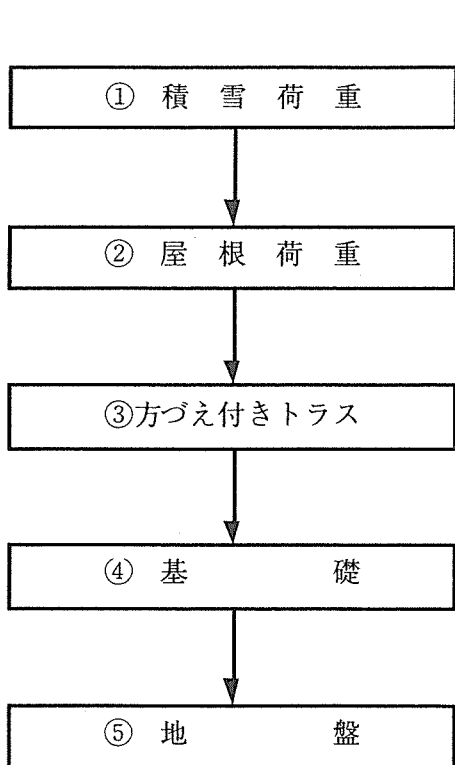 ① 積雪荷重
② 屋根荷重
③方づえ付きトラス
④ 基礎
⑤ 地盤